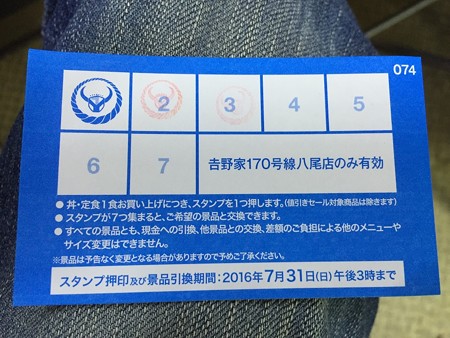 074
2 3 4 5
6 7 吉野家170号線八尾店のみ有効
●丼・定食1食お買い上げにつき、スタンプを1つ押します。(値引きセール対象商品は除きます)
●スタンプが7つ集まると、ご希望の景品と交換できます。
●すべての景品とも、現金への引換、他景品との交換、差額のご負担による他のメニューや
サイズ変更はできません。
※景品は予告なく変更となる場合がありますので予めご了承ください。
スタンプ押印及び景品引換期間:2016年7月31日(日)午後3時まで